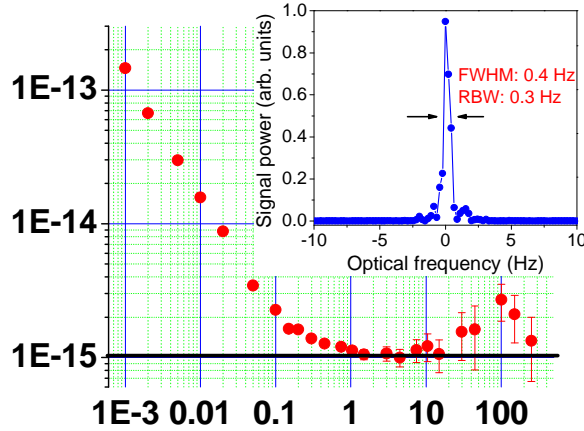 1E-13
1E-14
1E-15
1E-3 0.01 0.1 1 10 100
Signal power (arb. units)
1.0
0.8
0.6
0.4
0.2
0.0
FWHM: 0.4 Hz
RBW: 0.3 Hz
-10 -5 0 5 10
Optical frequency (Hz)